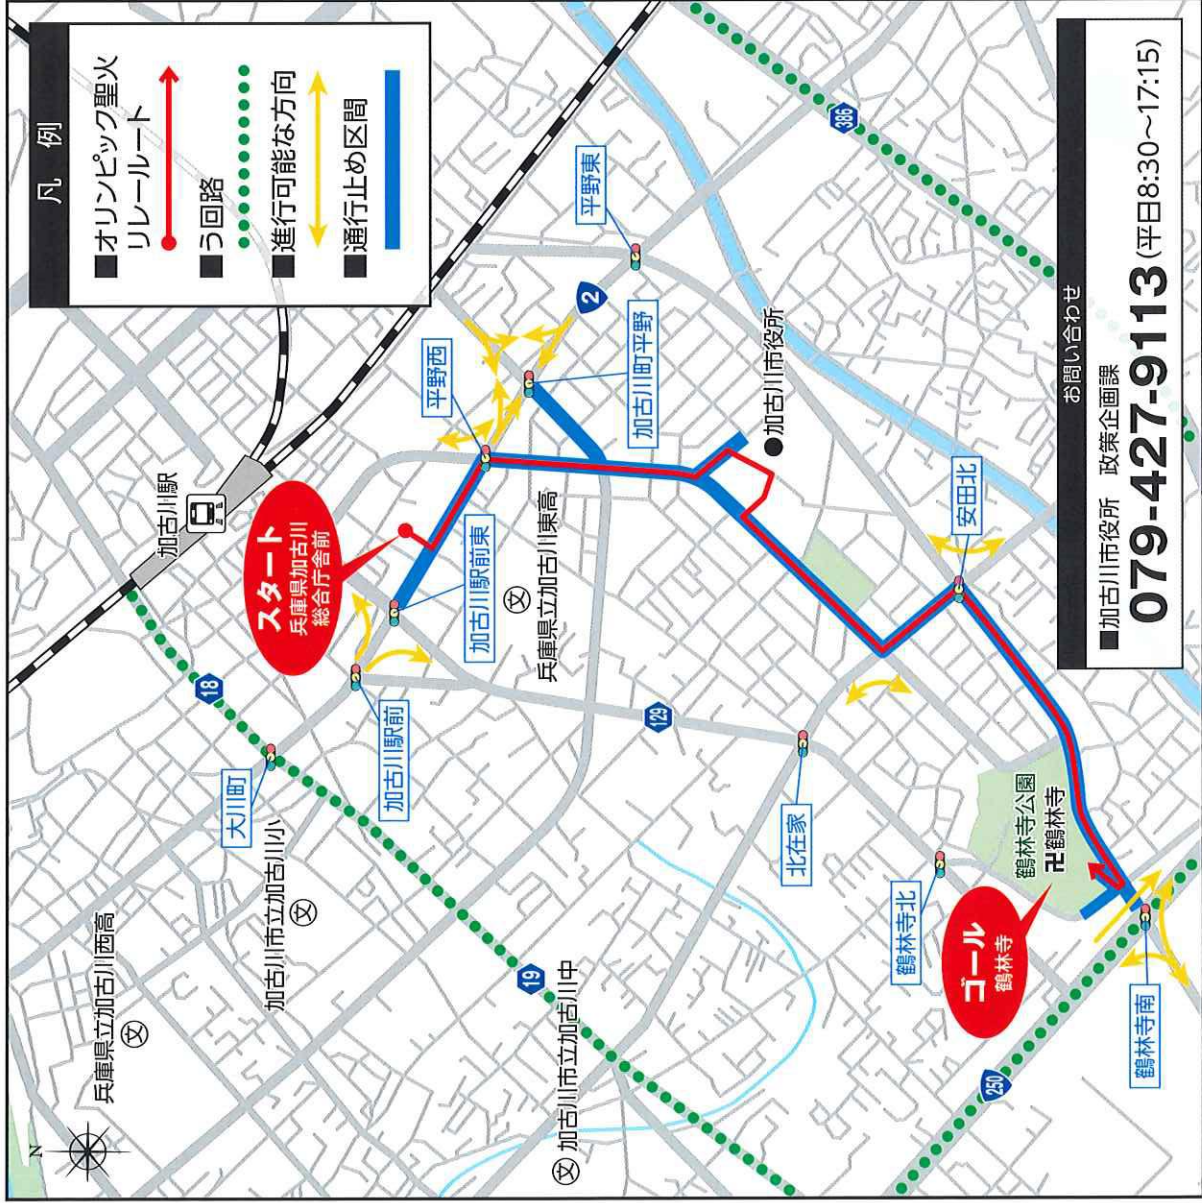 凡 例
■オリンピック聖火
リレールート
■う回路
■進行可能な方向
■通行止め区間
N
兵庫県立加古川西高
文
加古川市立加古川小
文
大川町
18
加古川駅
スタート
兵庫県加古川
総合庁舎前
加古川駅前
加古川駅前東
文
兵庫県立加古川東高
平野西
2
加古川町平野
平野東
●加古川市役所
386
19
文 加古川市立加古川中
129
北在家
安田北
鶴林寺北
鶴林寺公園
卍鶴林寺
ゴール
鶴林寺
250
鶴林寺南
お問い合わせ
■加古川市役所 政策企画課
079-427-9113(平日8:30~17:15)